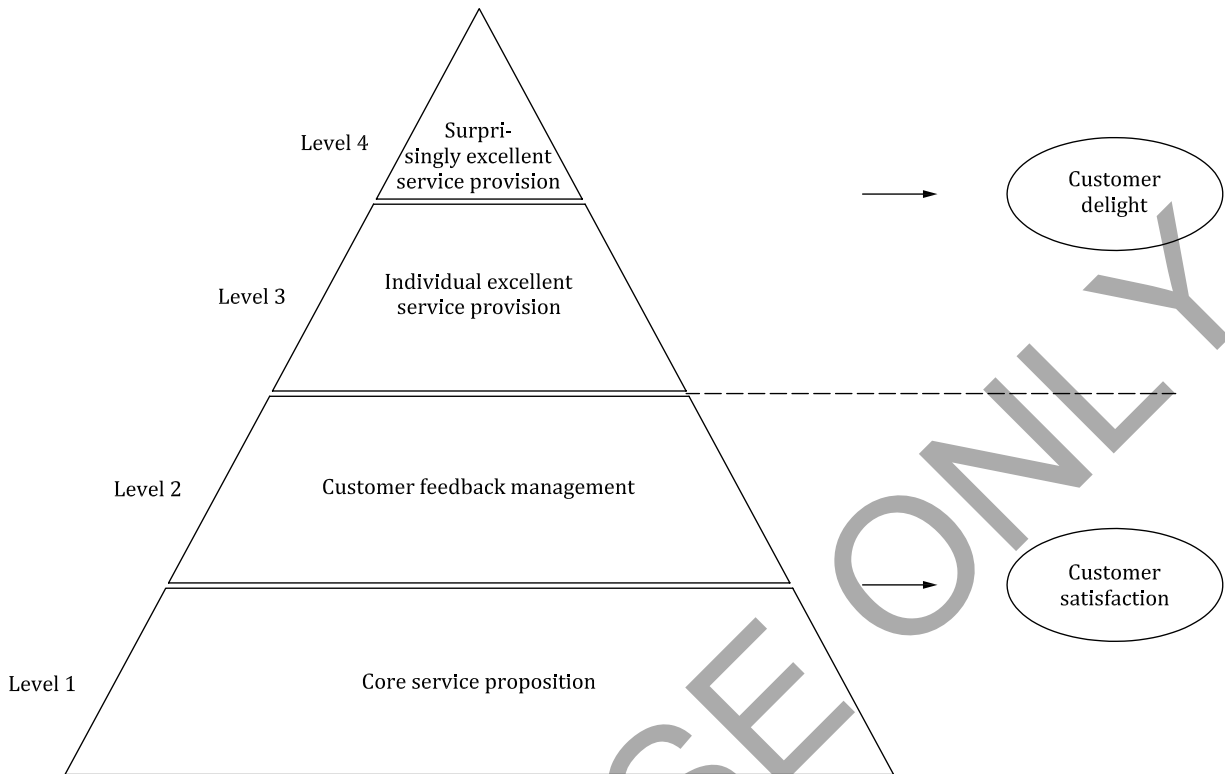 Level 4
Surpri-
singly excellent
service provision
Customer
delight
Level 3
Individual excellent
service provision
Level 2
Customer feedback management
Customer
satisfaction
Level 1
Core service proposition
SE ONLY